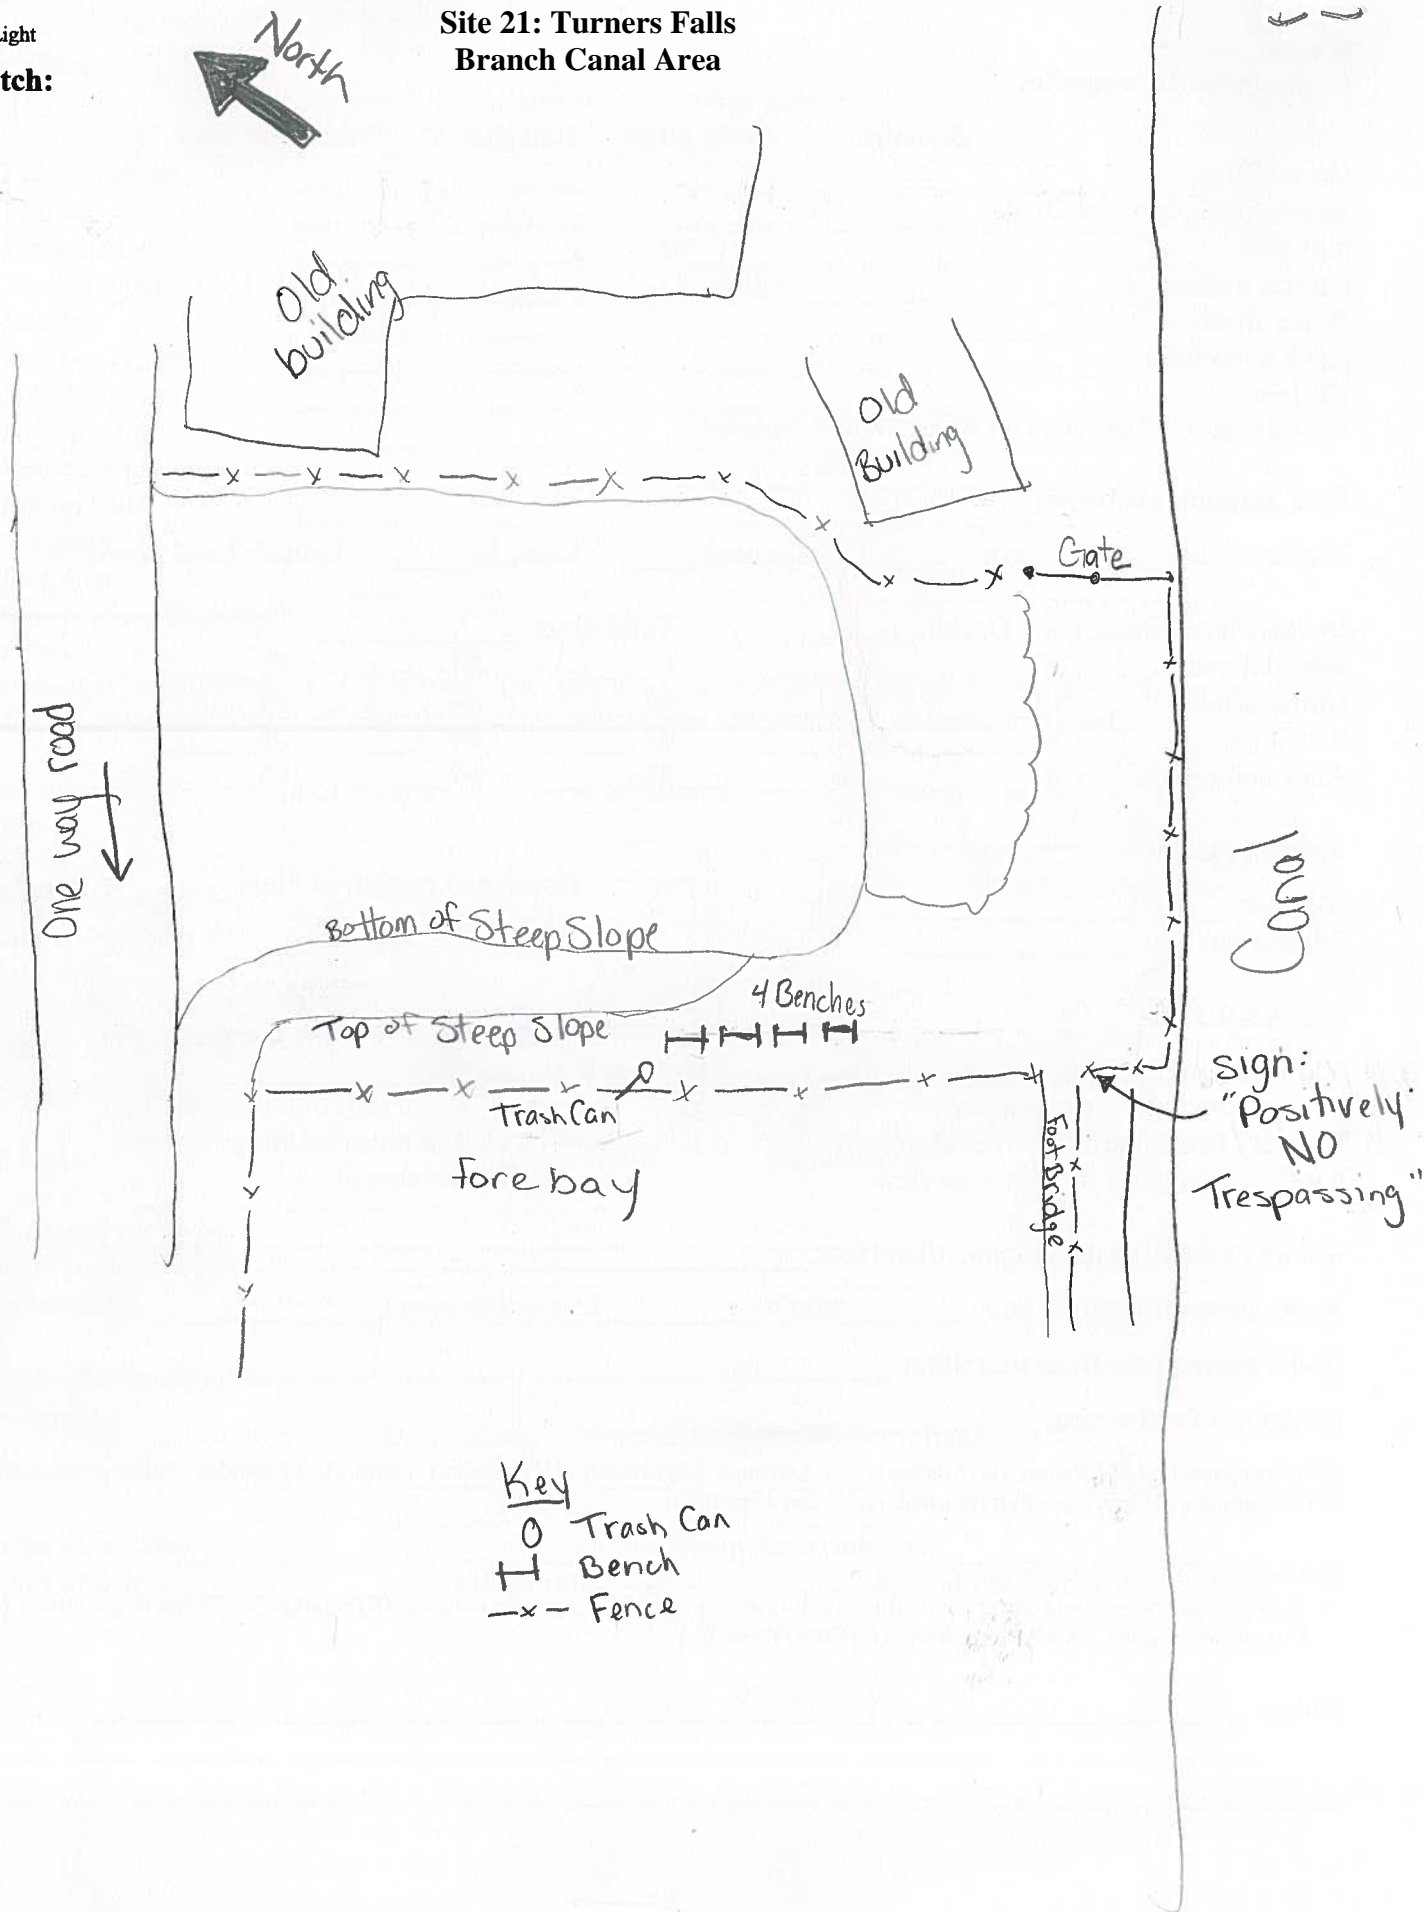 Light
tch:
Site 21: Turners Falls
Branch Canal Area
North
Old
building
Old
Building
Gate
One way road
Canal
Bottom of Steep Slope
4 Benches
Top of Steep Slope
Trash Can
forebay
Foot Bridge
Sign:
"Positively
NO
Trespassing"
Key
Trash Can
Bench
Fence